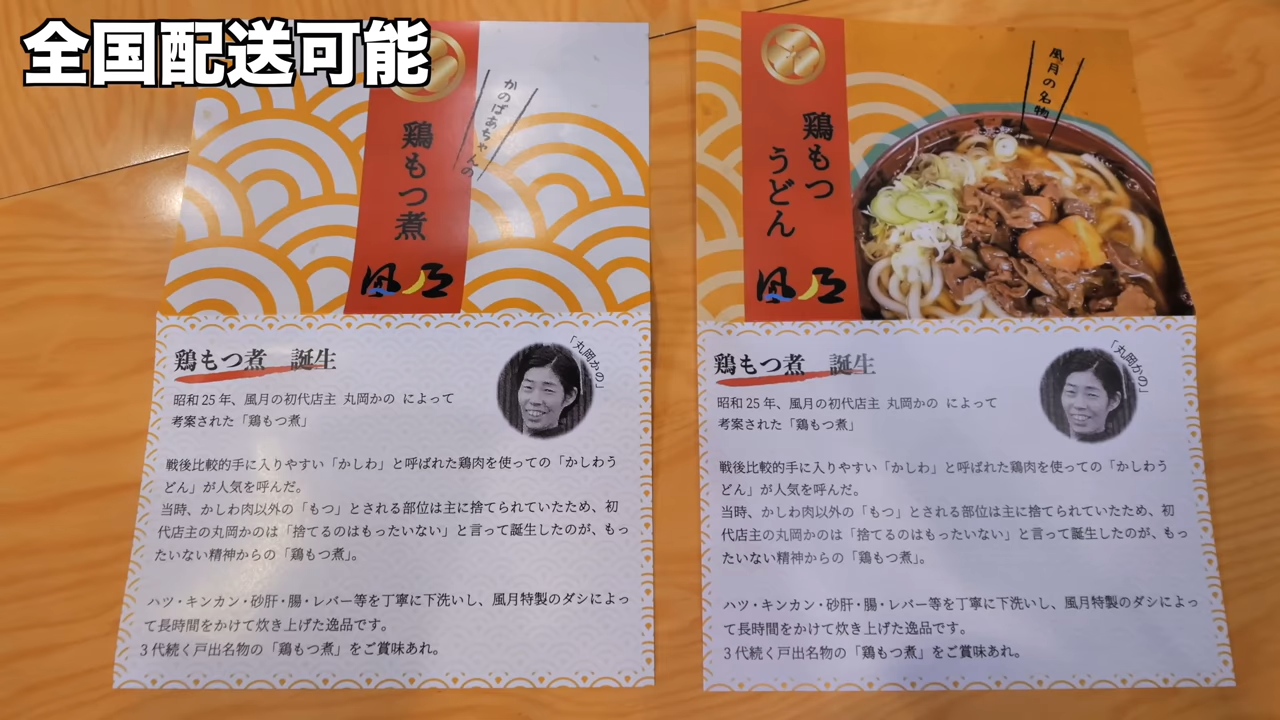 全国配送可能
かのばあちゃんの
鶏もつ煮
風月
鶏もつ煮 誕生
「丸岡かの」
昭和25年、風月の初代店主 丸岡かの によって
考案された「鶏もつ煮」
戦後比較的手に入りやすい「かしわ」と呼ばれた鶏肉を使っての「かしわう
どん」が人気を呼んだ。
当時、かしわ肉以外の「もつ」とされる部位は主に捨てられていたため、初
代店主の丸岡かのは「捨てるのはもったいない」と言って誕生したのが、もっ
たいない精神からの「鶏もつ煮」。
ハツ・キンカン・砂肝・腸・レバー等を丁寧に下洗いし、風月特製のダシによっ
て長時間をかけて炊き上げた逸品です。
3代続く戸出名物の「鶏もつ煮」をご賞味あれ。
風月の名物
鶏もつ
うどん
風月
鶏もつ煮 誕生
「丸岡かの」
昭和25年、風月の初代店主 丸岡かの によって
考案された「鶏もつ煮」
戦後比較的手に入りやすい「かしわ」と呼ばれた鶏肉を使っての「かしわう
どん」が人気を呼んだ。
当時、かしわ肉以外の「もつ」とされる部位は主に捨てられていたため、初
代店主の丸岡かのは「捨てるのはもったいない」と言って誕生したのが、もっ
たいない精神からの「鶏もつ煮」。
ハツ・キンカン・砂肝・腸・レバー等を丁寧に下洗いし、風月特製のダシによっ
て長時間をかけて炊き上げた逸品です。
3代続く戸出名物の「鶏もつ煮」をご賞味あれ。